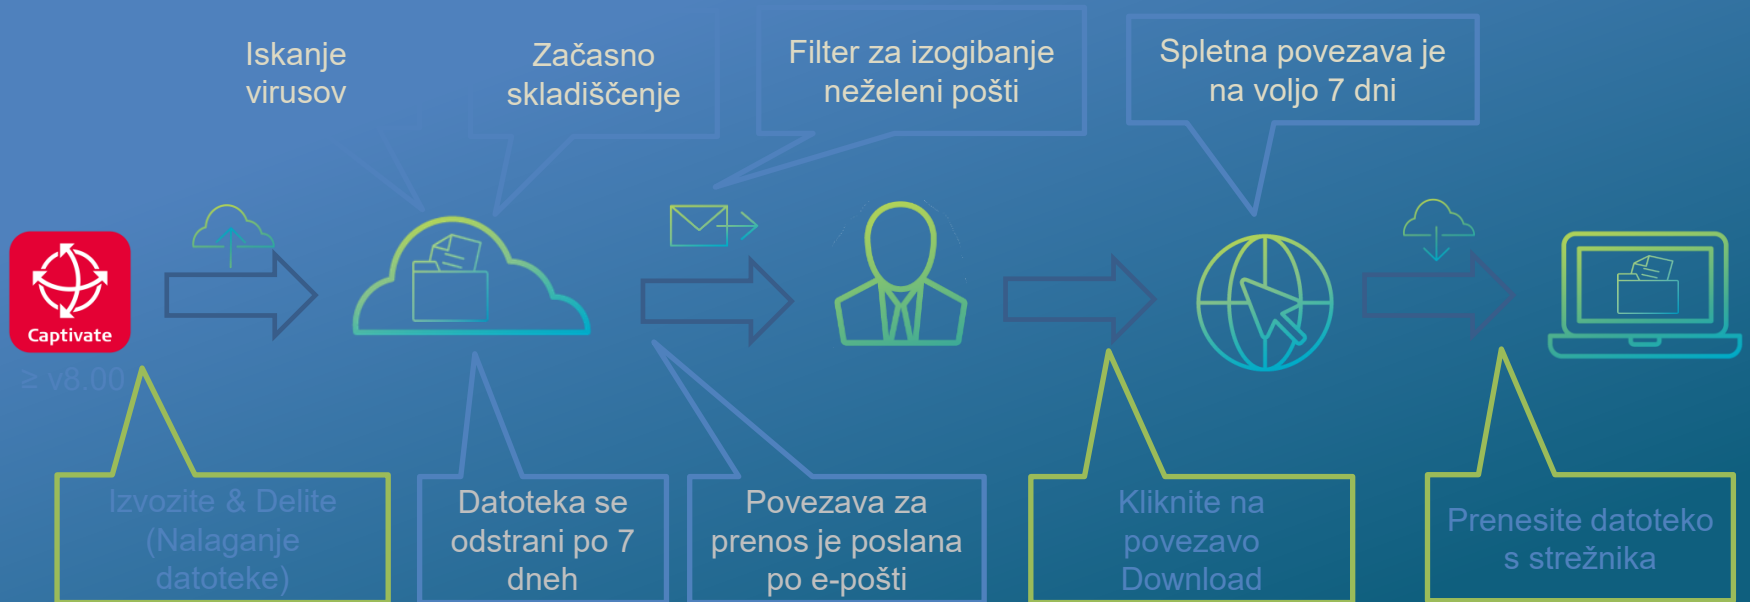 Iskanje
virusov
Začasno
skladiščenje
Filter za izogibanje
neželeni pošti
Spletna povezava je
na voljo 7 dni
Captivate
≥ v8.00
Izvozite & Delite
(Nalaganje
datoteke)
Datoteka se
odstrani po 7
dneh
Povezava za
prenos je poslana
po e-pošti
Kliknite na
povezavo
Download
Prenesite datoteko
s strežnika